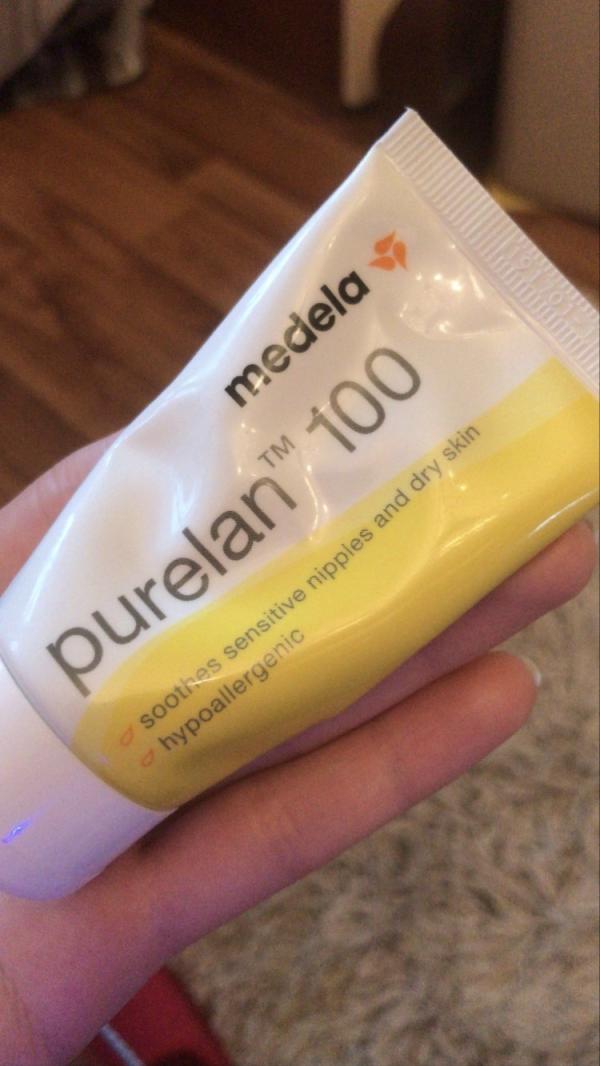 medela
purelan™ 100
soothes sensitive nipples and dry skin
hypoallergenic